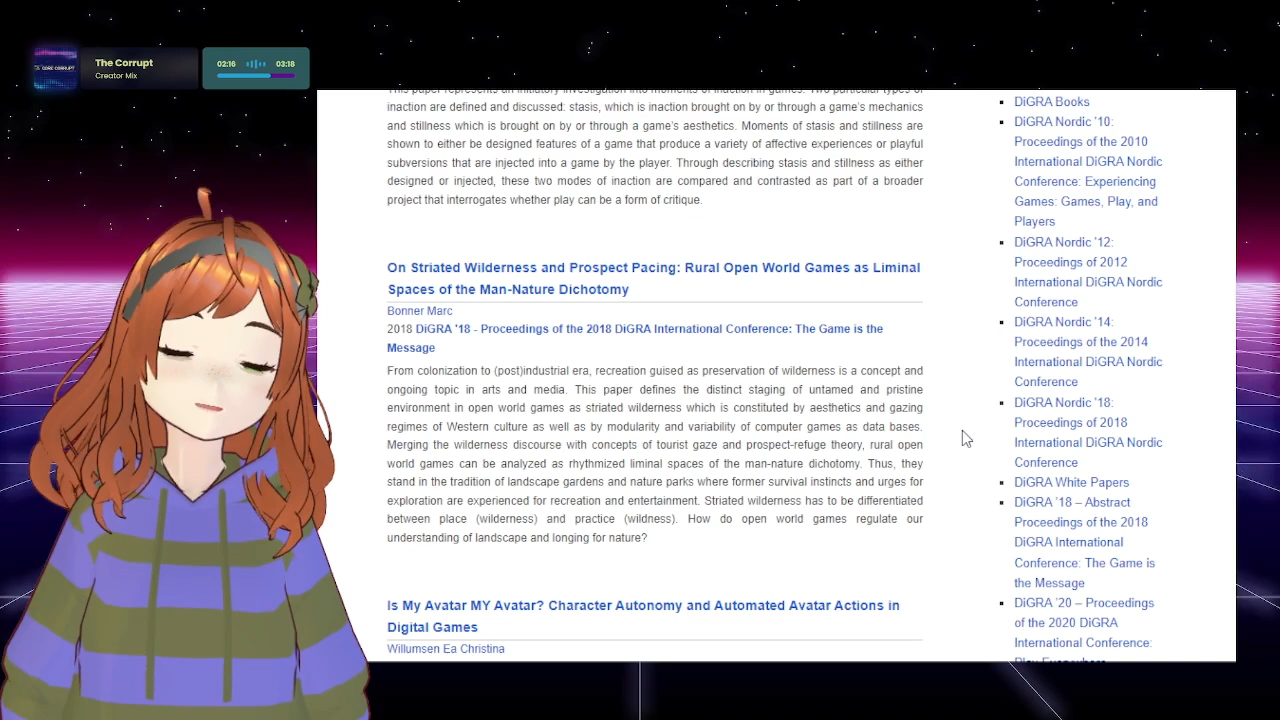 The Corrupt
Creator Mix
CORE CORRUPT
02:16
03:18
This paper represents an initiatory investigation into moments of inaction in games. Two particular types of
inaction are defined and discussed: stasis, which is inaction brought on by or through a game's mechanics
and stillness which is brought on by or through a game's aesthetics. Moments of stasis and stillness are
shown to either be designed features of a game that produce a variety of affective experiences or playful
subversions that are injected into a game by the player. Through describing stasis and stillness as either
designed or injected, these two modes of inaction are compared and contrasted as part of a broader
project that interrogates whether play can be a form of critique.
On Striated Wilderness and Prospect Pacing: Rural Open World Games as Liminal
Spaces of the Man-Nature Dichotomy
Bonner Marc
2018 DiGRA '18 - Proceedings of the 2018 DiGRA International Conference: The Game is the
Message
From colonization to (post)industrial era, recreation guised as preservation of wilderness is a concept and
ongoing topic in arts and media. This paper defines the distinct staging of untamed and pristine
environment in open world games as striated wilderness which is constituted by aesthetics and gazing
regimes of Western culture as well as by modularity and variability of computer games as data bases.
Merging the wilderness discourse with concepts of tourist gaze and prospect-refuge theory, rural open
world games can be analyzed as rhythmized liminal spaces of the man-nature dichotomy. Thus, they
stand in the tradition of landscape gardens and nature parks where former survival instincts and urges for
exploration are experienced for recreation and entertainment. Striated wilderness has to be differentiated
between place (wilderness) and practice (wildness). How do open world games regulate our
understanding of landscape and longing for nature?
Is My Avatar MY Avatar? Character Autonomy and Automated Avatar Actions in
Digital Games
Willumsen Ea Christina
DiGRA Books
DiGRA Nordic '10:
Proceedings of the 2010
International DiGRA Nordic
Conference: Experiencing
Games: Games, Play, and
Players
DiGRA Nordic '12:
Proceedings of 2012
International DiGRA Nordic
Conference
DiGRA Nordic '14:
Proceedings of the 2014
International DiGRA Nordic
Conference
DiGRA Nordic '18:
Proceedings of 2018
International DiGRA Nordic
Conference
DiGRA White Papers
DiGRA '18 – Abstract
Proceedings of the 2018
DiGRA International
Conference: The Game is
the Message
DiGRA '20 – Proceedings
of the 2020 DiGRA
International Conference:
Play Everywhere